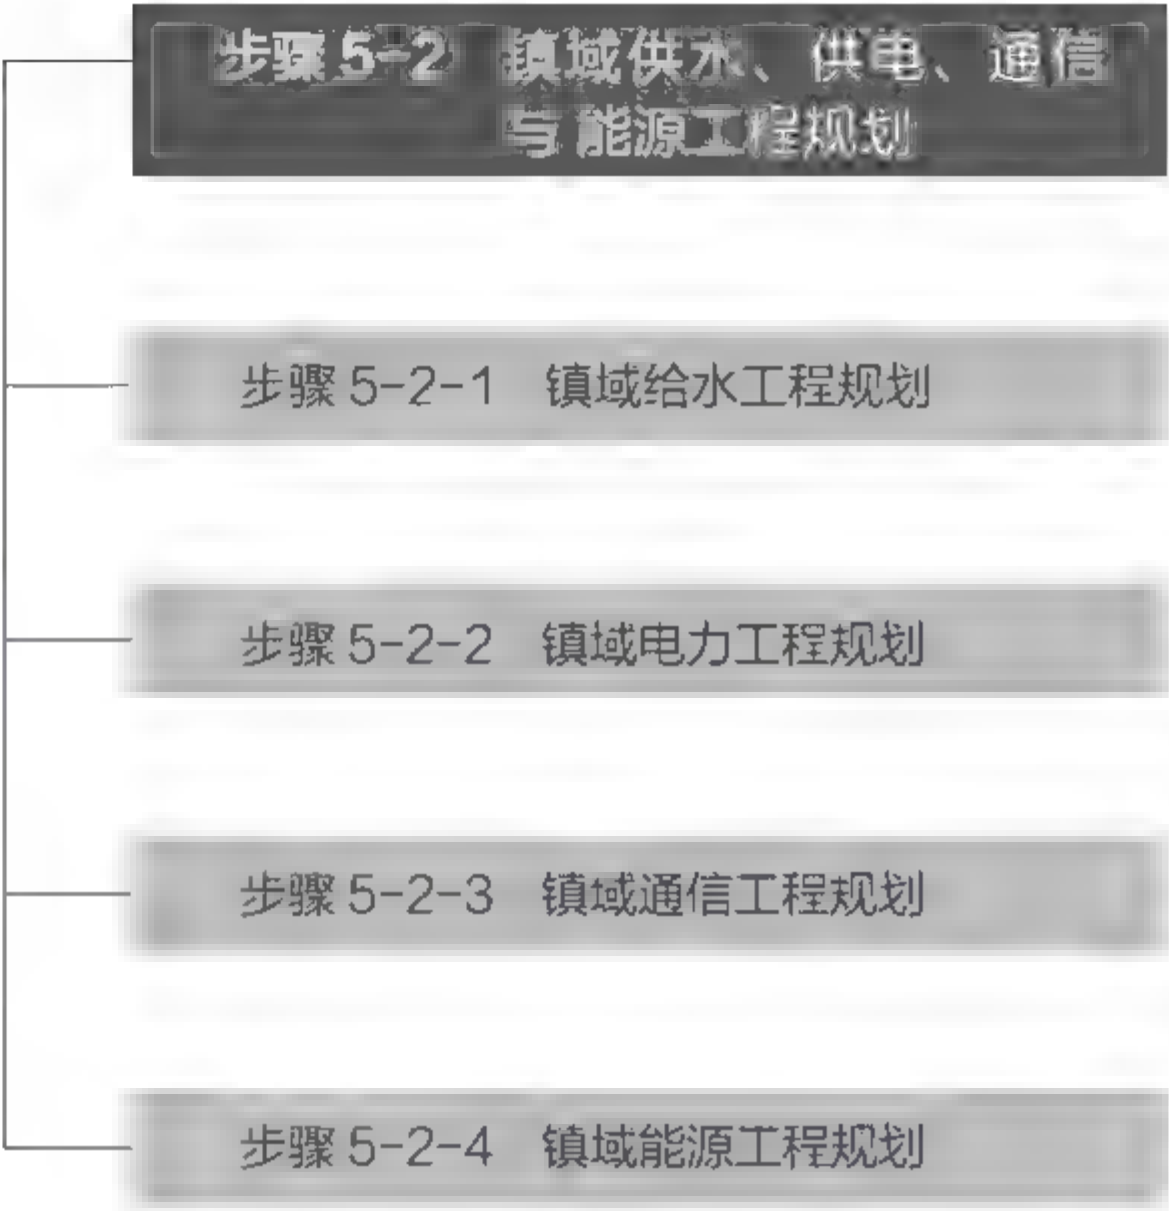 步骤 5-2 镇域供水、供电、通信
与能源工程规划
步骤 5-2-1 镇域给水工程规划
步骤 5-2-2 镇域电力工程规划
步骤 5-2-3 镇域通信工程规划
步骤 5-2-4 镇域能源工程规划